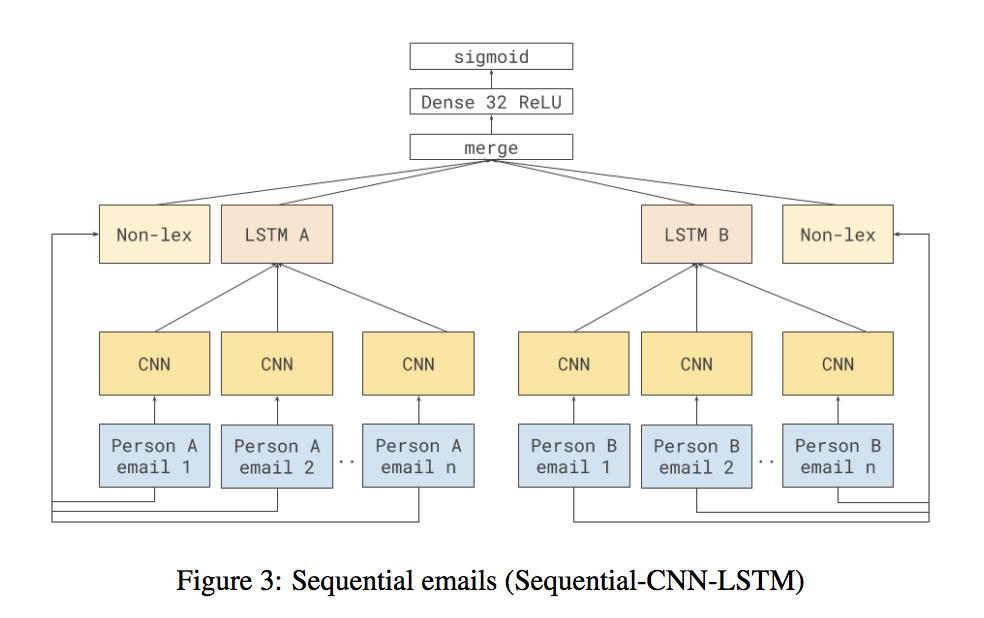 sigmoid
Dense 32 ReLU
merge
Non-lex
LSTM A
LSTM B
Non-lex
CNN
CNN
CNN
CNN
CNN
CNN
Person A
email 1
Person A
email 2
..
Person A
email n
Person B
email 1
Person B
email 2
..
Person B
email n
Figure 3: Sequential emails (Sequential-CNN-LSTM)